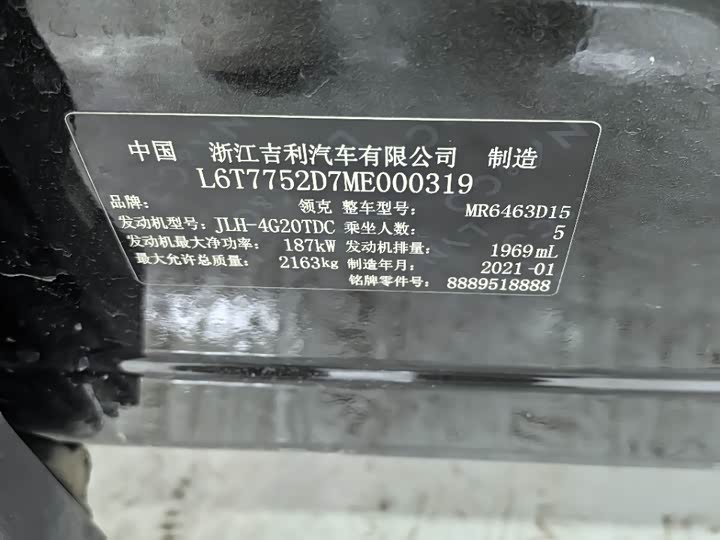 中国 浙江吉利汽车有限公司 制造
L6T7752D7ME000319
品牌: 领克 整车型号: MR6463D15
发动机型号: JLH-4G20TDC 乘坐人数: 5
发动机最大净功率: 187kW 发动机排量: 1969mL
最大允许总质量: 2163kg 制造年月: 2021-01
铭牌零件号: 8889518888